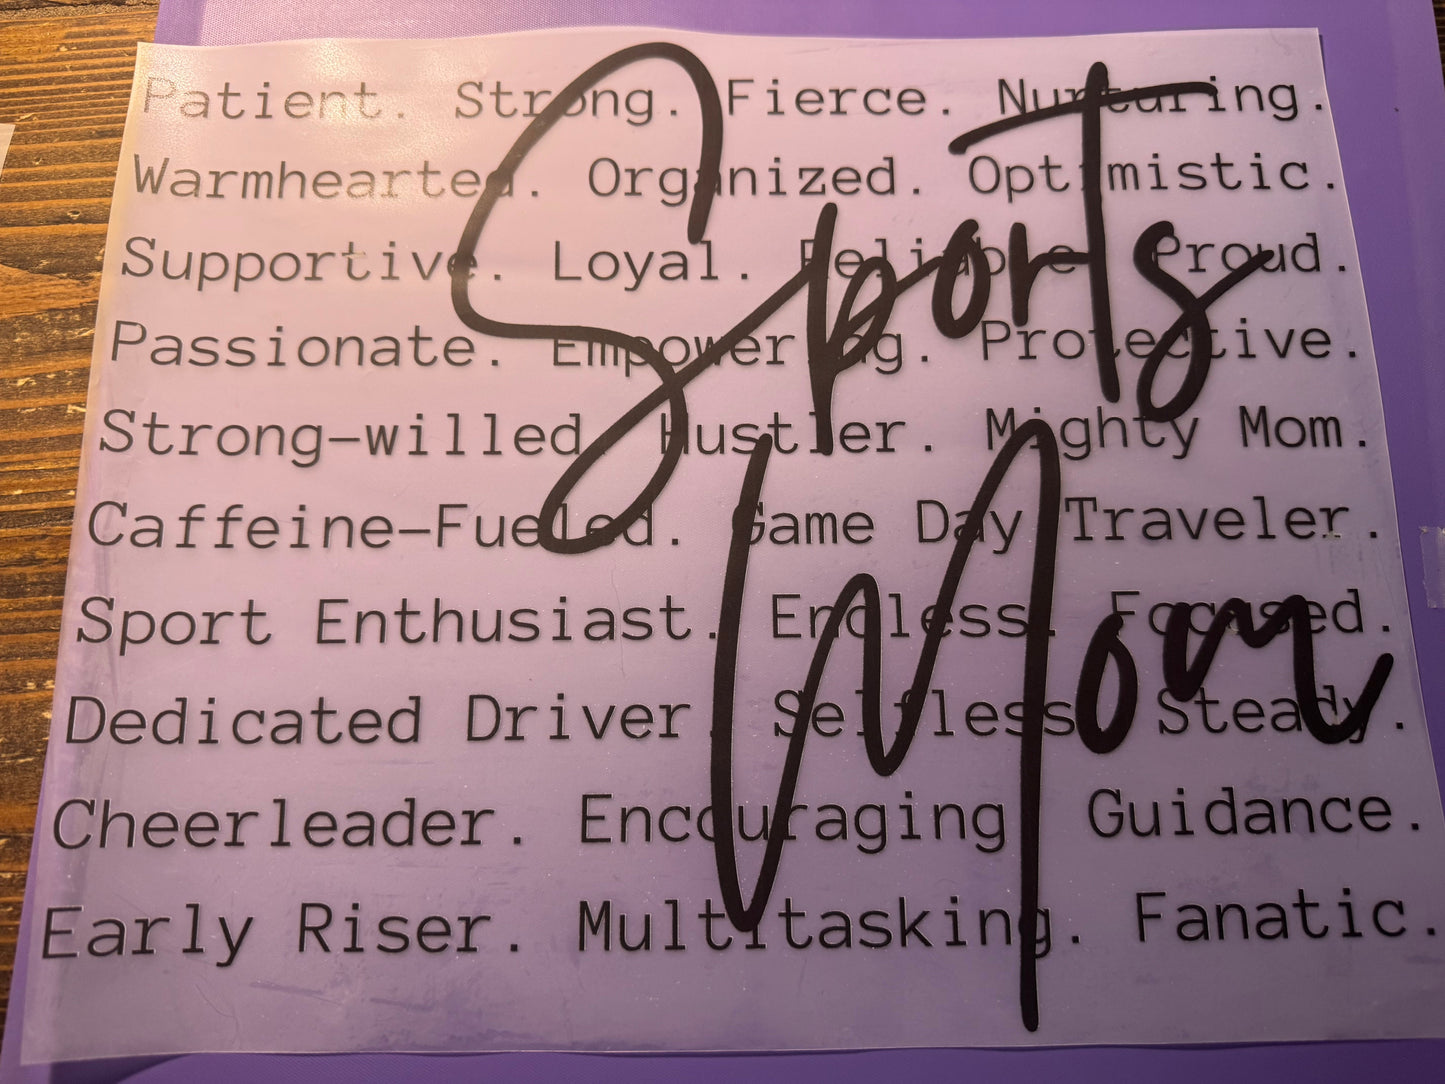 Patient. Strong. Fierce. Nurturing.
Warmhearted. Organized. Optimistic.
Supportive. Loyal. Reliable. Proud.
Passionate. Empowering. Protective.
Strong-willed. Hustler. Mighty Mom.
Caffeine-Fueled. Game Day Traveler.
Sport Enthusiast. Endless. Focused.
Dedicated Driver. Selfless. Steady.
Cheerleader. Encouraging Guidance.
Early Riser. Multitasking. Fanatic.
Sports
Mom